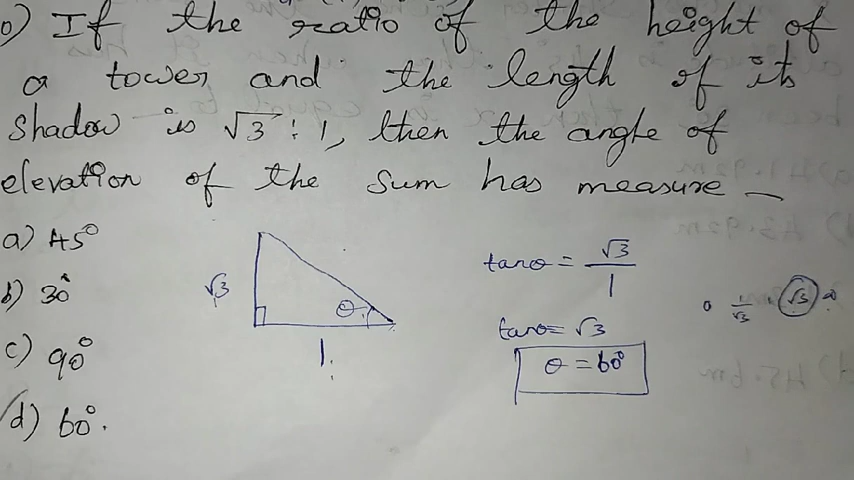 0) If the ratio of the height of
a tower and the length of its
shadow is √3 : 1, then the angle of
elevation of the sum has measure —
a) 45°
b) 30°
c) 90°
d) 60°.
√3
θ
1.
tanθ = √3/1
tanθ = √3
θ = 60°
0 1/√3 . √3 ∞